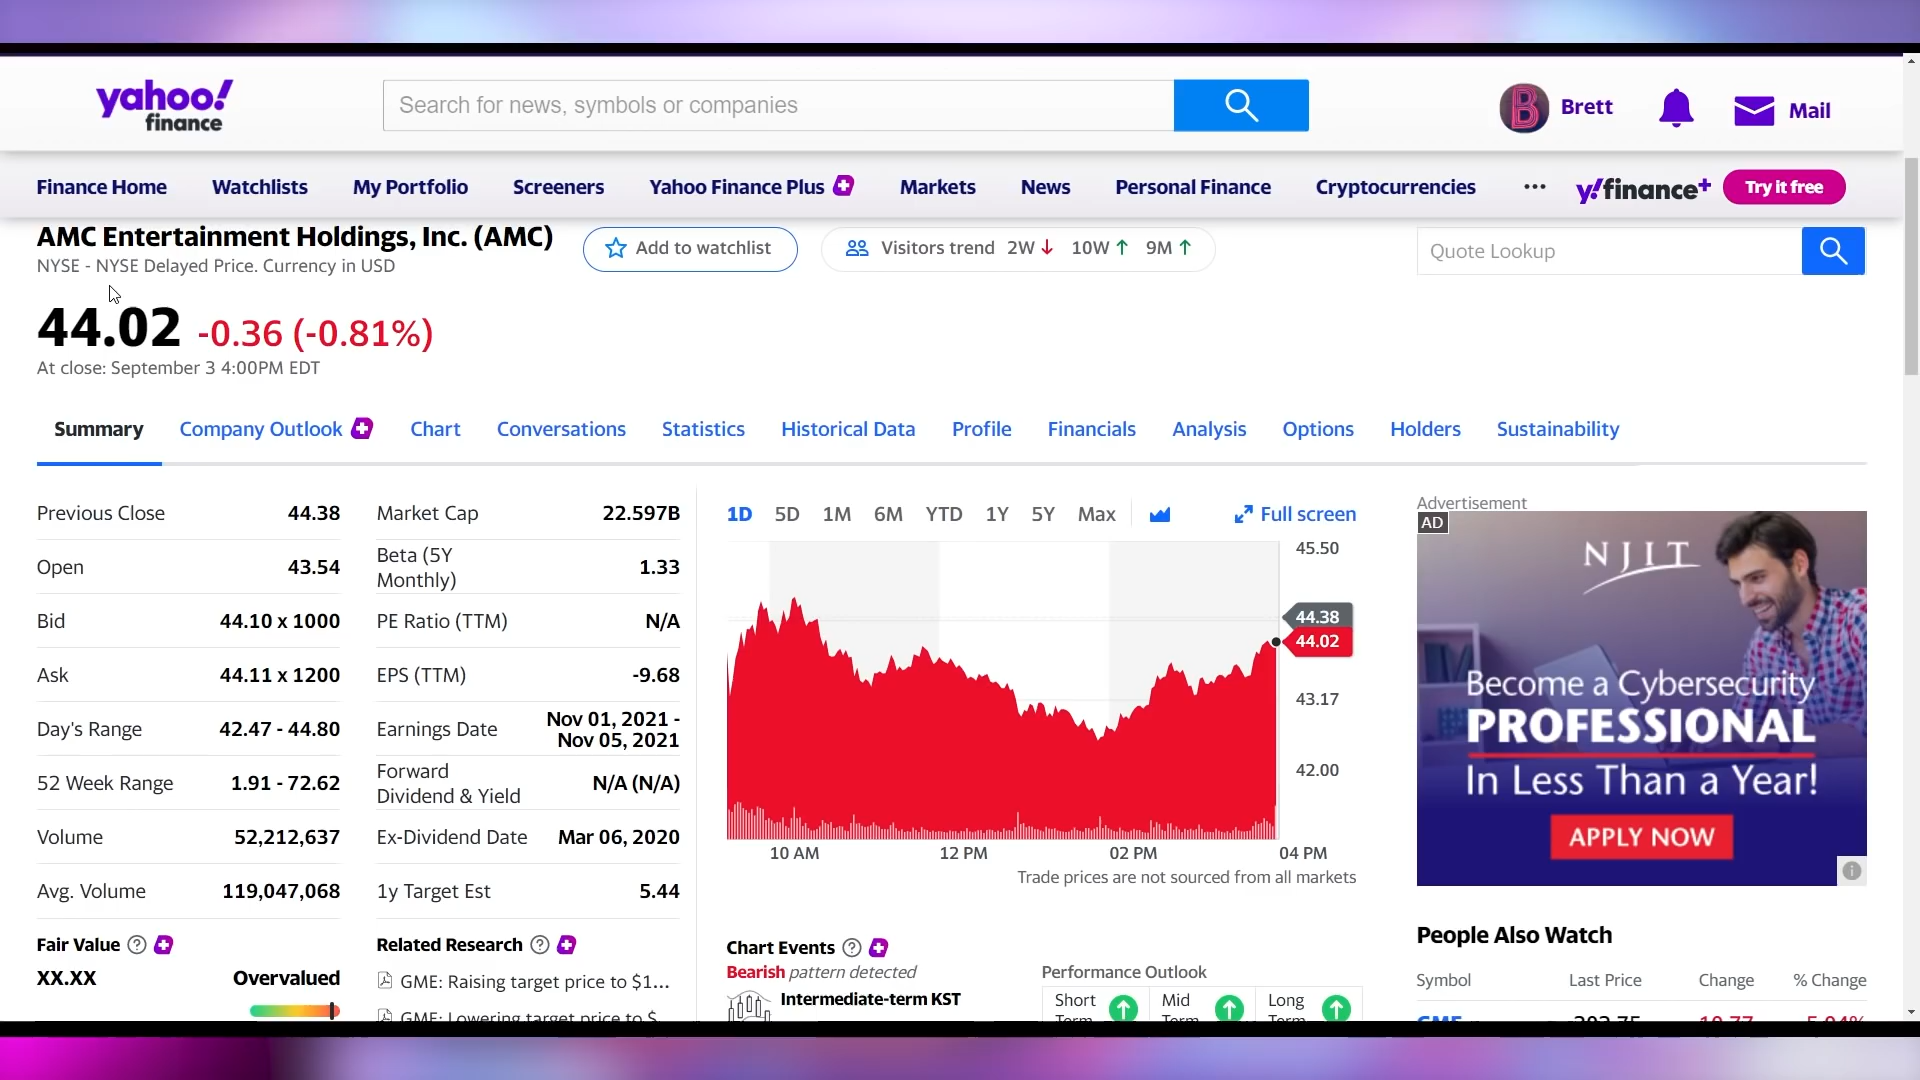 yahoo!
finance
Search for news, symbols or companies
B
Brett
Mail
Finance Home
Watchlists
My Portfolio
Screeners
Yahoo Finance Plus
Markets
News
Personal Finance
Cryptocurrencies
...
y!finance+
Try it free
AMC Entertainment Holdings, Inc. (AMC)
NYSE - NYSE Delayed Price. Currency in USD
Add to watchlist
Visitors trend 2W↓ 10W↑ 9M↑
Quote Lookup
44.02 -0.36 (-0.81%)
At close: September 3 4:00PM EDT
Summary
Company Outlook
Chart
Conversations
Statistics
Historical Data
Profile
Financials
Analysis
Options
Holders
Sustainability
Previous Close 44.38
Open 43.54
Bid 44.10 x 1000
Ask 44.11 x 1200
Day's Range 42.47 - 44.80
52 Week Range 1.91 - 72.62
Volume 52,212,637
Avg. Volume 119,047,068
Market Cap 22.597B
Beta (5Y
Monthly) 1.33
PE Ratio (TTM) N/A
EPS (TTM) -9.68
Earnings Date Nov 01, 2021 -
Nov 05, 2021
Forward
Dividend & Yield N/A (N/A)
Ex-Dividend Date Mar 06, 2020
1y Target Est 5.44
Fair Value ?
XX.XX Overvalued
Related Research ?
GME: Raising target price to $1...
GME: Lowering target price to $
1D 5D 1M 6M YTD 1Y 5Y Max
Full screen
45.50
44.38
44.02
43.17
42.00
10 AM 12 PM 02 PM 04 PM
Trade prices are not sourced from all markets
Chart Events ?
Bearish pattern detected
Intermediate-term KST
Performance Outlook
Short
Term
Mid
Term
Long
Term
Advertisement
AD
NJIT
Become a Cybersecurity
PROFESSIONAL
In Less Than a Year!
APPLY NOW
People Also Watch
Symbol Last Price Change % Change